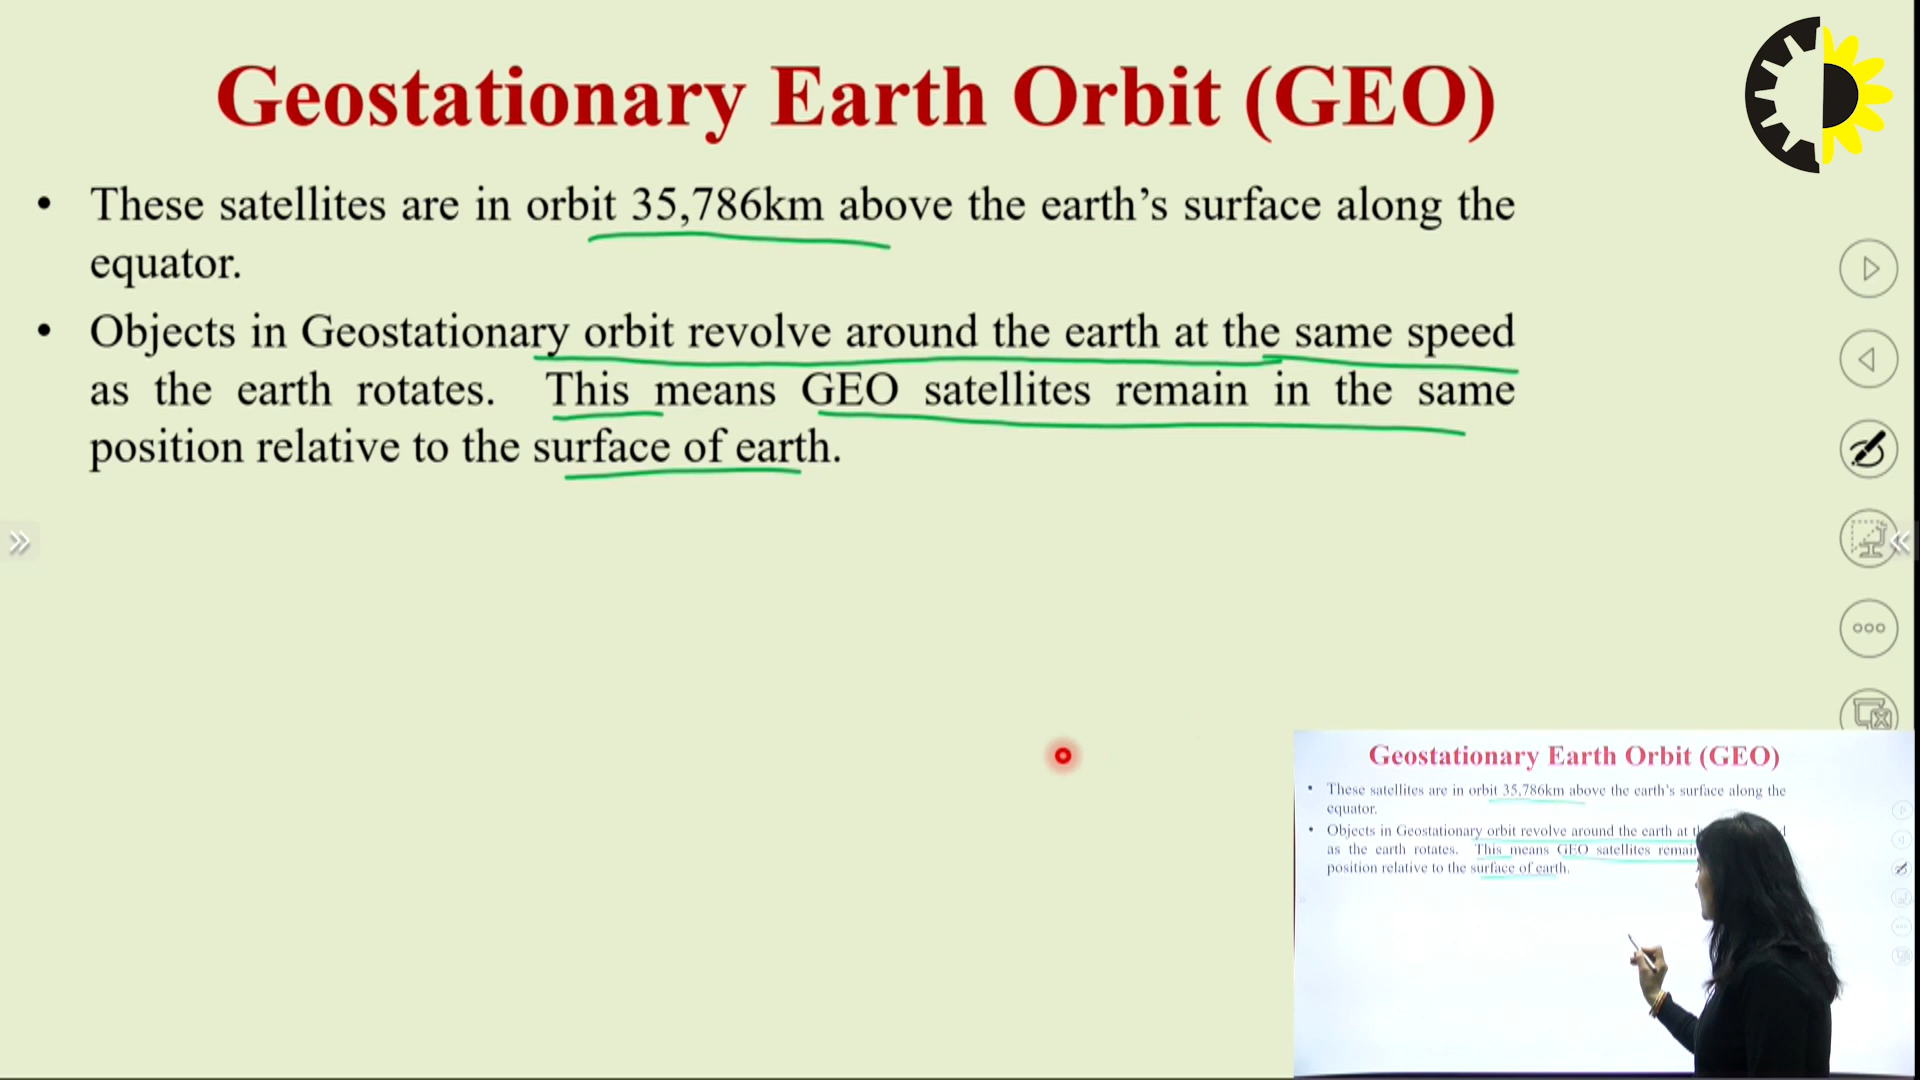 Geostationary Earth Orbit (GEO)
• These satellites are in orbit 35,786km above the earth’s surface along the
equator.
• Objects in Geostationary orbit revolve around the earth at the same speed
as the earth rotates. This means GEO satellites remain in the same
position relative to the surface of earth.
Geostationary Earth Orbit (GEO)
• These satellites are in orbit 35,786km above the earth’s surface along the
equator.
• Objects in Geostationary orbit revolve around the earth at
as the earth rotates. This means GEO satellites remain
position relative to the surface of earth.